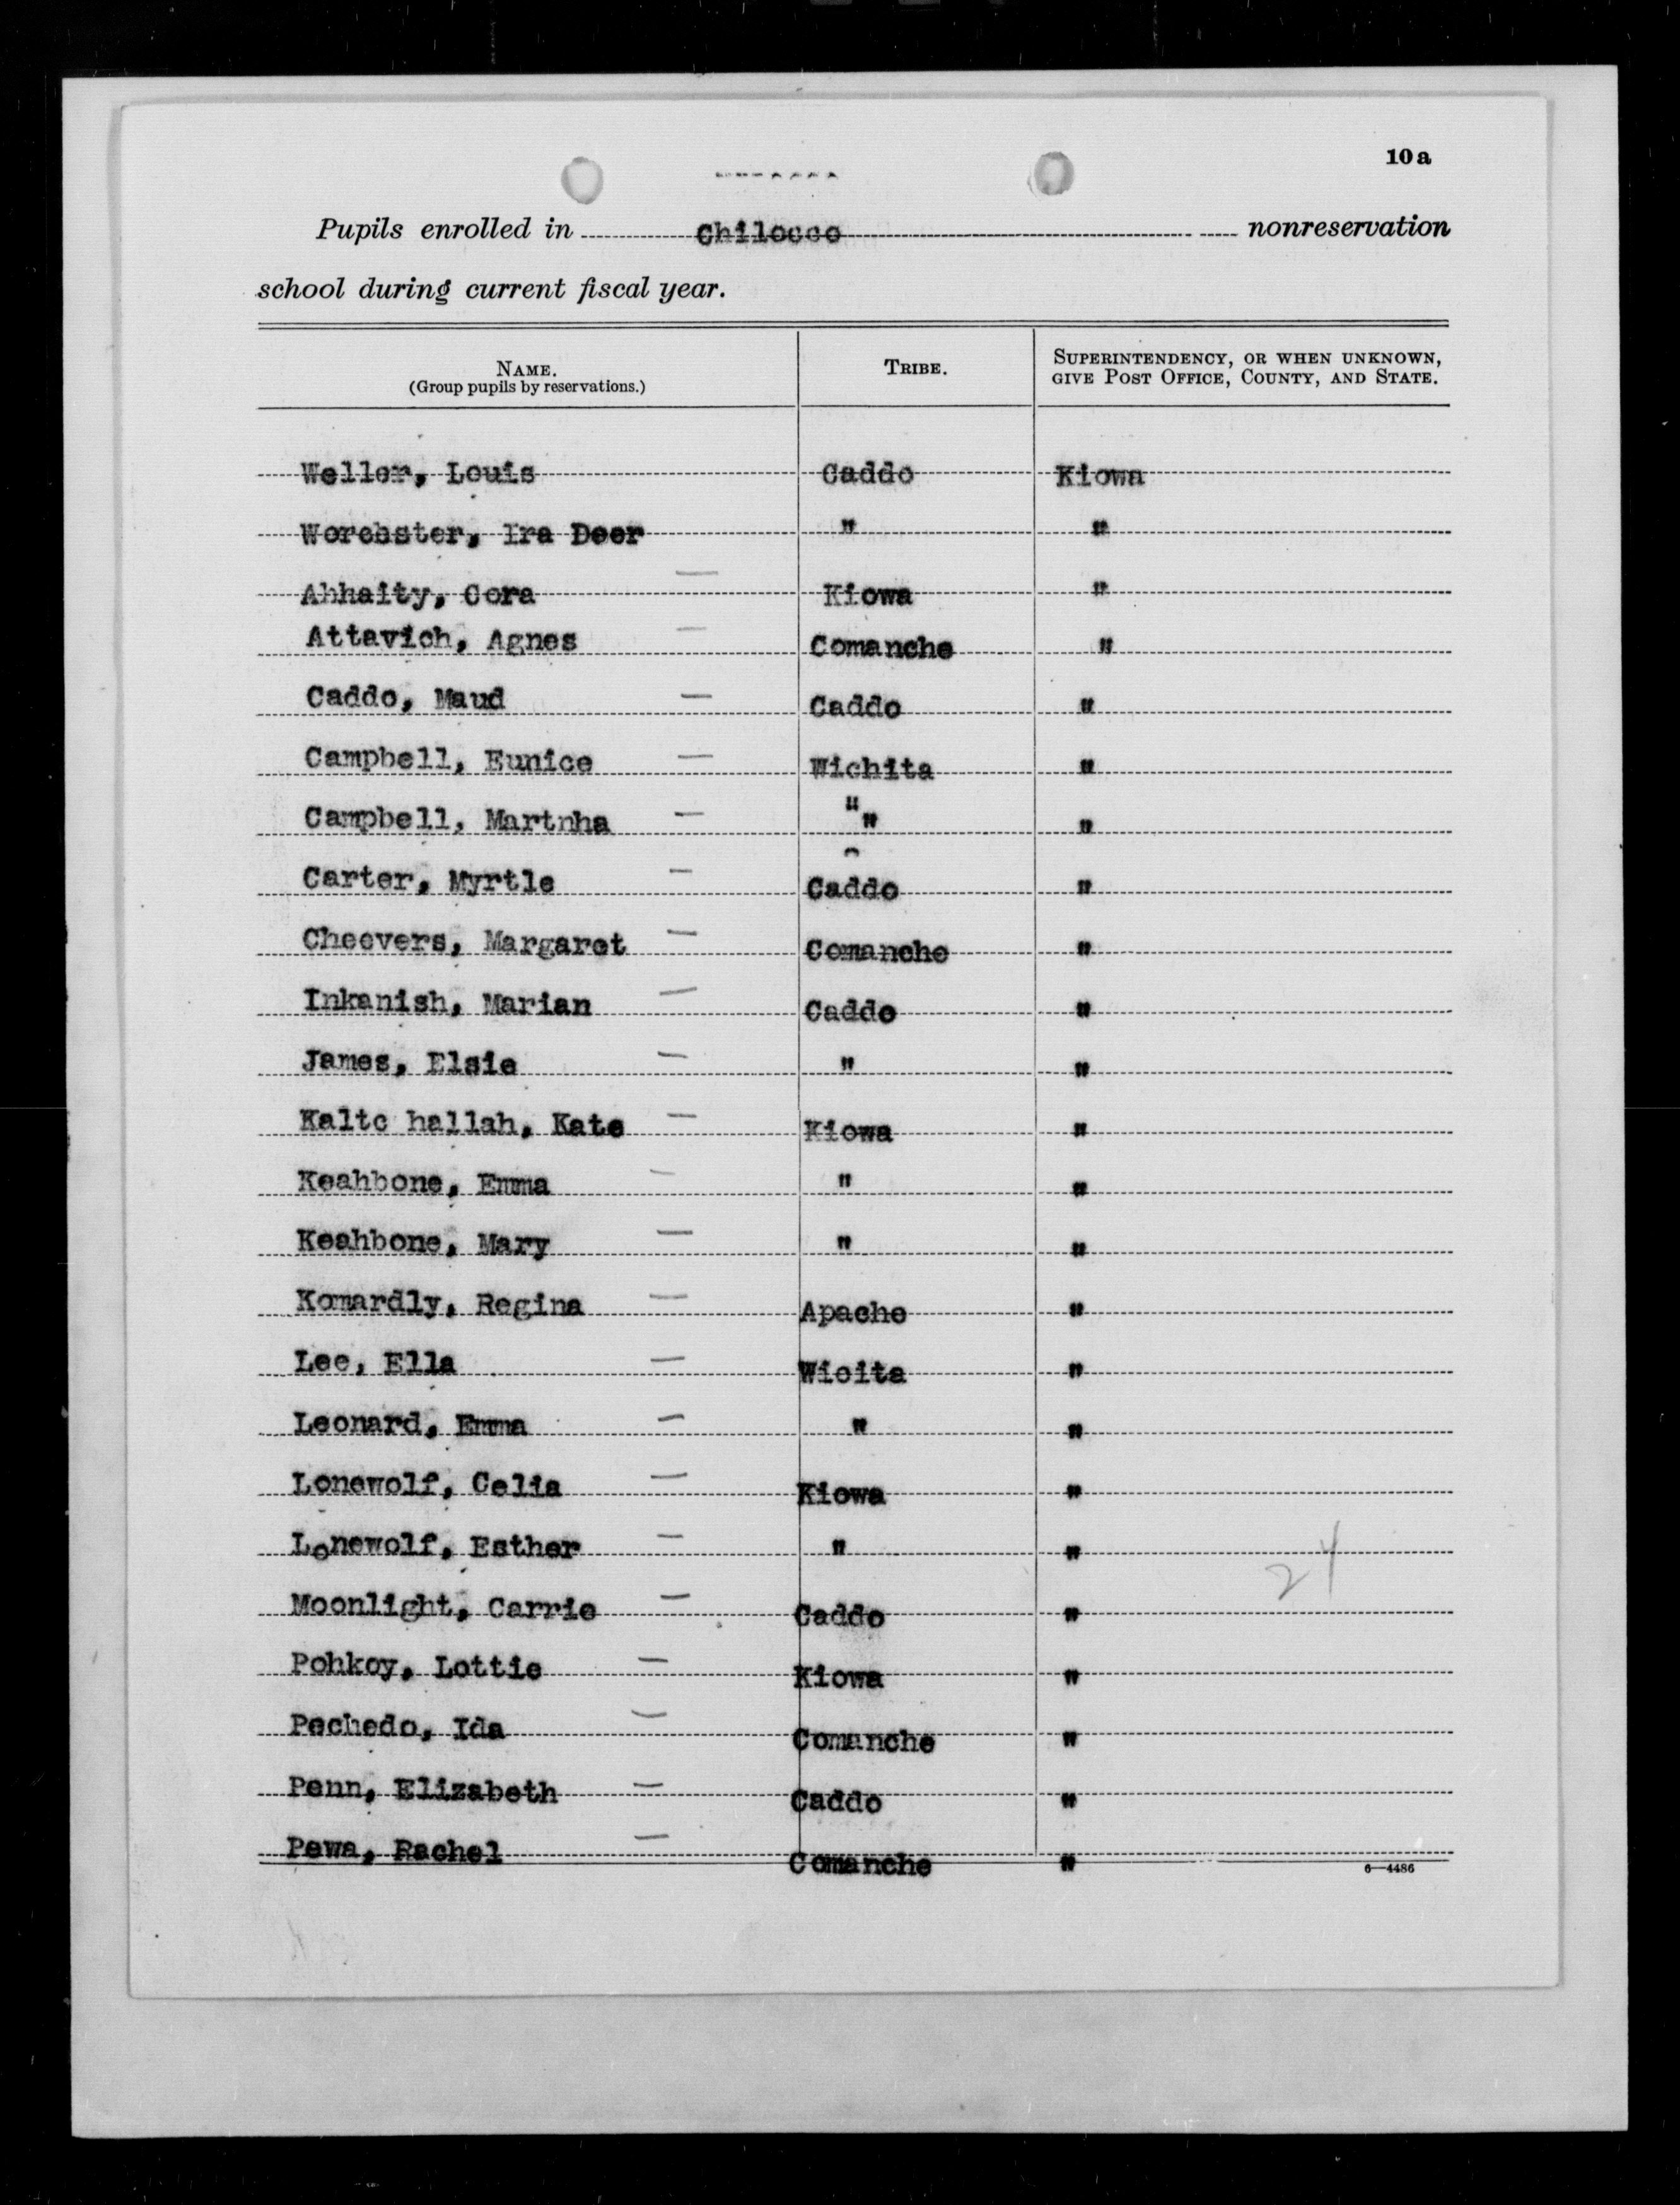 10a
Pupils enrolled in Chilocco nonreservation
school during current fiscal year.
NAME. (Group pupils by reservations.) TRIBE. SUPERINTENDENCY, OR WHEN UNKNOWN, GIVE POST OFFICE, COUNTY, AND STATE.
Weller, Louis Caddo Kiowa
Worchster, Ira Deer " "
Ahhaity, Cora Kiowa "
Attavich, Agnes Comanche "
Caddo, Maud Caddo "
Campbell, Eunice Wichita "
Campbell, Martnha " " "
Carter, Myrtle Caddo "
Cheevers, Margaret Comanche "
Inkanish, Marian Caddo "
James, Elsie " "
Kaltc hallah, Kate Kiowa "
Keahbone, Emma " "
Keahbone, Mary " "
Komardly, Regina Apache "
Lee, Ella Wicita "
Leonard, Emma " "
Lonewolf, Celia Kiowa "
Lonewolf, Esther " "
24
Moonlight, Carrie Caddo "
Pohkoy, Lottie Kiowa "
Pechedo, Ida Comanche "
Penn, Elizabeth Caddo "
Pewa, Rachel Comanche "
6—4486